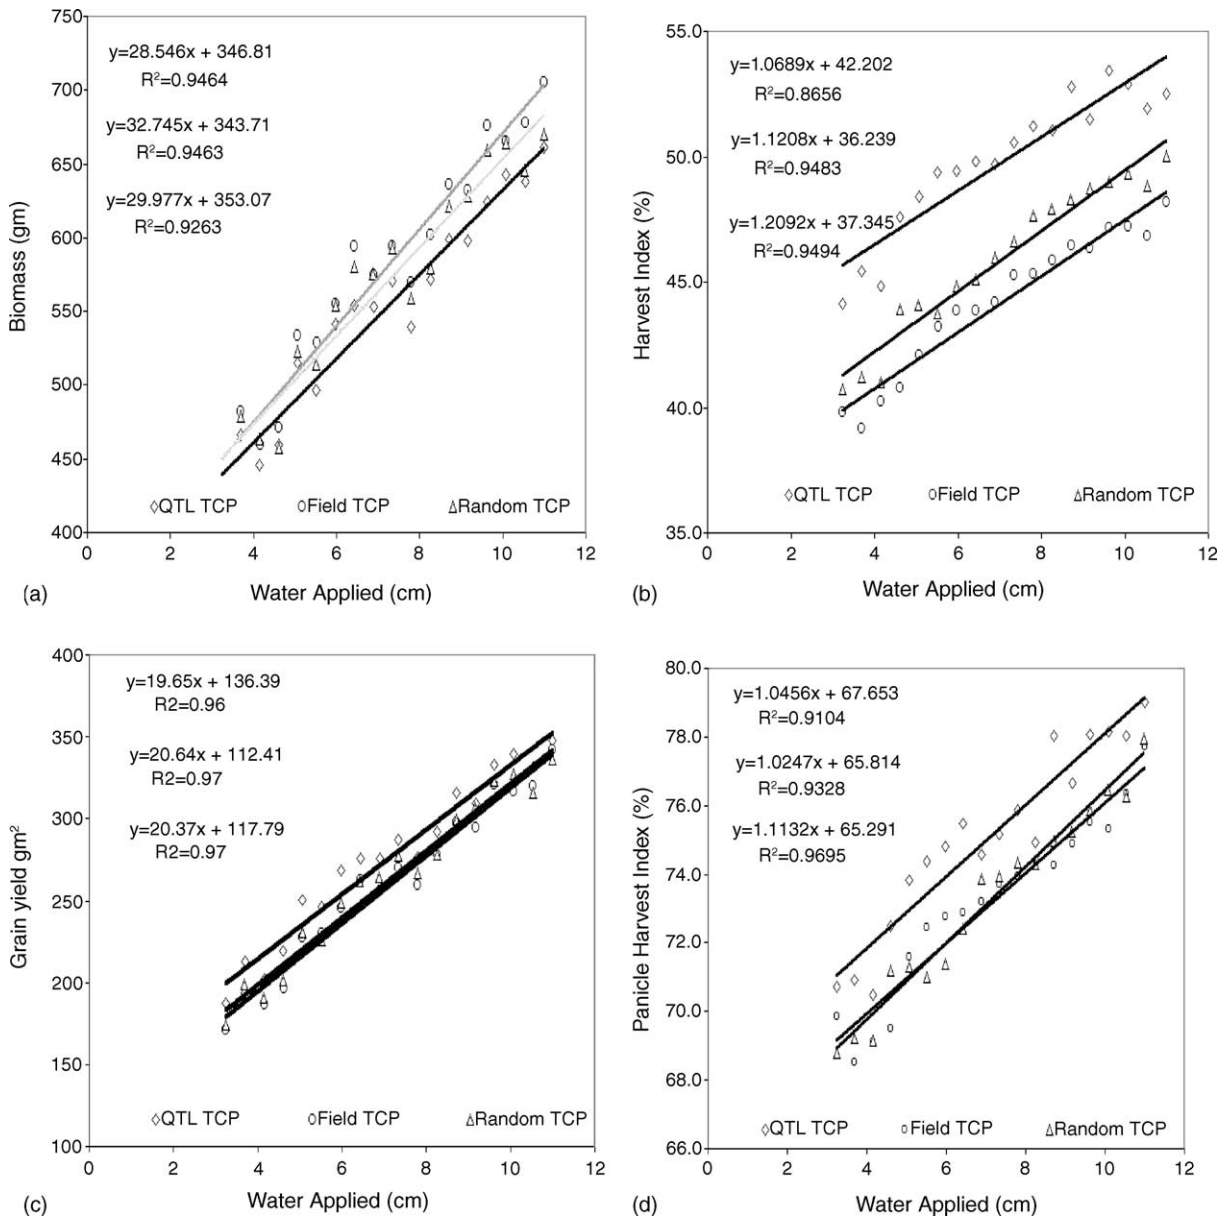 750
700
650
600
550
500
450
400
Biomass (gm)
y=28.546x + 346.81
R²=0.9464
y=32.745x + 343.71
R²=0.9463
y=29.977x + 353.07
R²=0.9263
QTL TCP Field TCP Random TCP
0 2 4 6 8 10 12
Water Applied (cm)
(a)
55.0
50.0
45.0
40.0
35.0
Harvest Index (%)
y=1.0689x + 42.202
R²=0.8656
y=1.1208x + 36.239
R²=0.9483
y=1.2092x + 37.345
R²=0.9494
QTL TCP Field TCP Random TCP
0 2 4 6 8 10 12
Water Applied (cm)
(b)
400
350
300
250
200
150
100
Grain yield gm²
y=19.65x + 136.39
R2=0.96
y=20.64x + 112.41
R2=0.97
y=20.37x + 117.79
R2=0.97
QTL TCP Field TCP Random TCP
0 2 4 6 8 10 12
Water Applied (cm)
(c)
80.0
78.0
76.0
74.0
72.0
70.0
68.0
66.0
Panicle Harvest Index (%)
y=1.0456x + 67.653
R²=0.9104
y=1.0247x + 65.814
R²=0.9328
y=1.1132x + 65.291
R²=0.9695
QTL TCP Field TCP Random TCP
0 2 4 6 8 10 12
Water Applied (cm)
(d)